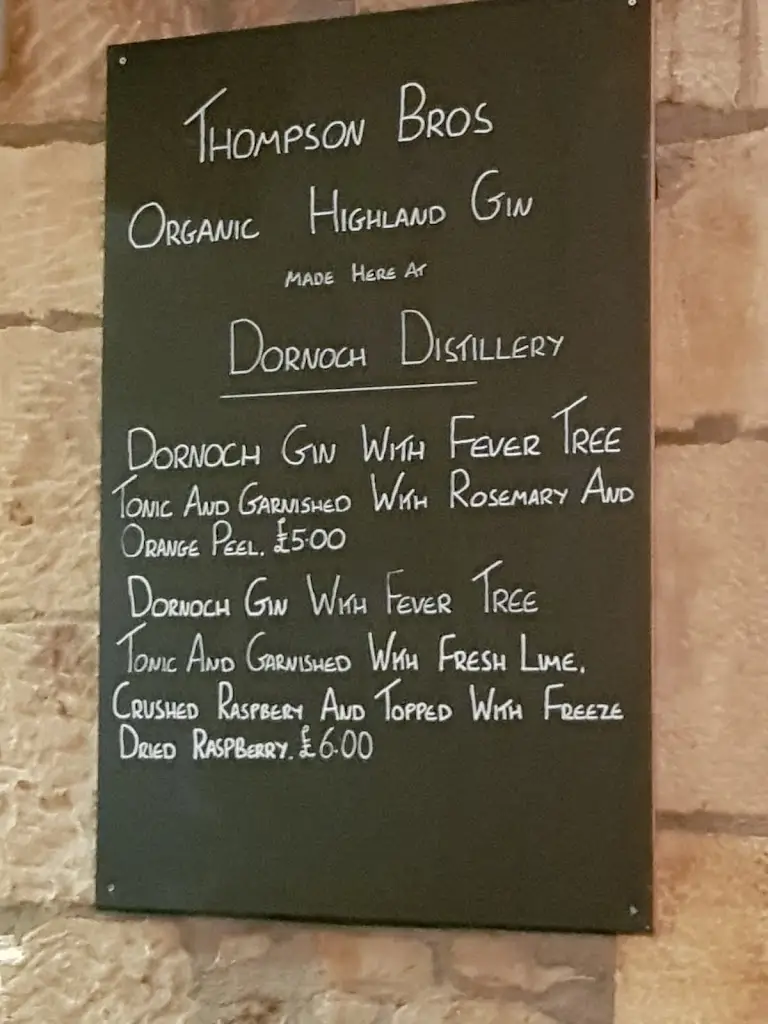 Thompson Bros
Organic Highland Gin
Made Here At
Dornoch Distillery
Dornoch Gin With Fever Tree
Tonic And Garnished With Rosemary And
Orange Peel. £5.00
Dornoch Gin With Fever Tree
Tonic And Garnished With Fresh Lime.
Crushed Raspbery And Topped With Freeze
Dried Raspberry. £6.00